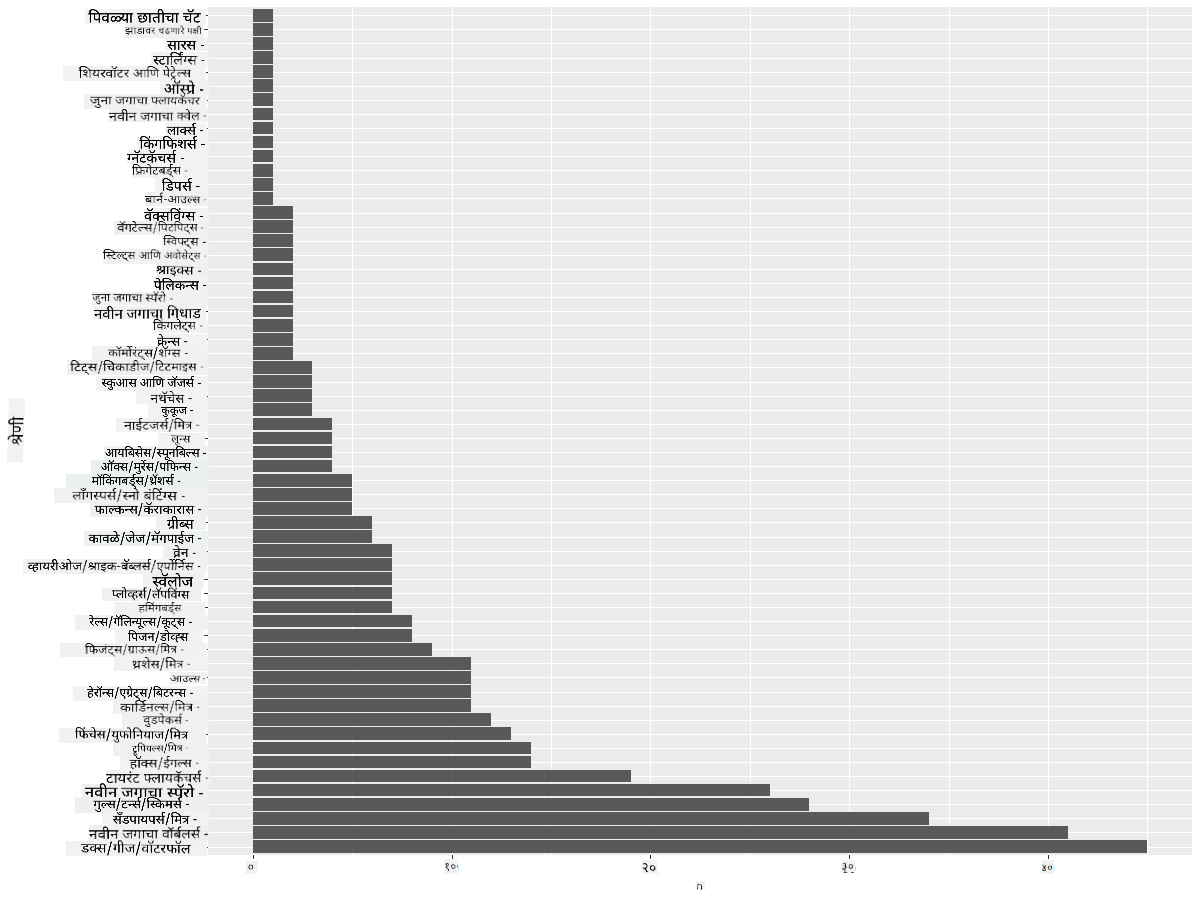 पिवळ्या छातीचा चॅट
झाडावर चढणारे पक्षी
सारस -
स्टार्लिंग्स -
शियरवॉटर आणि पेट्रेल्स
ऑस्प्रे -
जुना जगाचा फ्लायकॅचर
नवीन जगाचा क्वेल -
लार्क्स -
किंगफिशर्स -
ग्नॅटकॅचर्स -
फ्रिगेटबर्ड्स -
डिपर्स -
बार्न-आउल्स -
वॅक्सविंग्स -
वॅगटेल्स/पिटपिट्स -
स्विफ्ट्स -
स्टिल्ट्स आणि अवोसेट्स -
श्राइक्स -
पेलिकन्स -
जुना जगाचा स्पॅरो -
नवीन जगाचा गिधाड
किंगलेट्स -
क्रेन्स -
कॉर्मोरंट्स/शॅग्स -
टिट्स/चिकाडीज/टिटमाइस -
स्कुआस आणि जॅजर्स -
नथॅचेस -
कुकूज -
नाईटजर्स/मित्र -
लून्स
आयबिसेस/स्पूनबिल्स -
ऑक्स/मुरेंस/पफिन्स -
मॉकिंगबर्ड्स/थ्रॅशर्स -
लाँगस्पर्स/स्नो बंटिंग्स -
फाल्कन्स/कॅराकारास -
ग्रीब्स
कावळे/जेज/मॅगपाईज -
व्रेन -
व्हायरीओज/श्राइक-बॅब्लर्स/एर्पोर्निस -
स्वॅलोज
प्लोव्हर्स/लॅपविंग्स
हमिंगबर्ड्स
रेल्स/गॅलिन्यूल्स/कूट्स -
पिजन/डोव्ह्स
फिजंट्स/ग्राऊस/मित्र -
थ्रशेस/मित्र -
आउल्स -
हेरॉन्स/एग्रेट्स/बिटरन्स -
कार्डिनल्स/मित्र -
वुडपेकर्स -
फिंचेस/युफोनियाज/मित्र
ट्रूपियल्स/मित्र -
हॉक्स/ईगल्स -
टायरंट फ्लायकॅचर्स -
नवीन जगाचा स्पॅरो -
गुल्स/टर्न्स/स्किमर्स -
सँडपायपर्स/मित्र -
नवीन जगाचा वॉर्बलर्स -
डक्स/गीज/वॉटरफॉल
श्रेणी
० १० २० ३० ४०
n